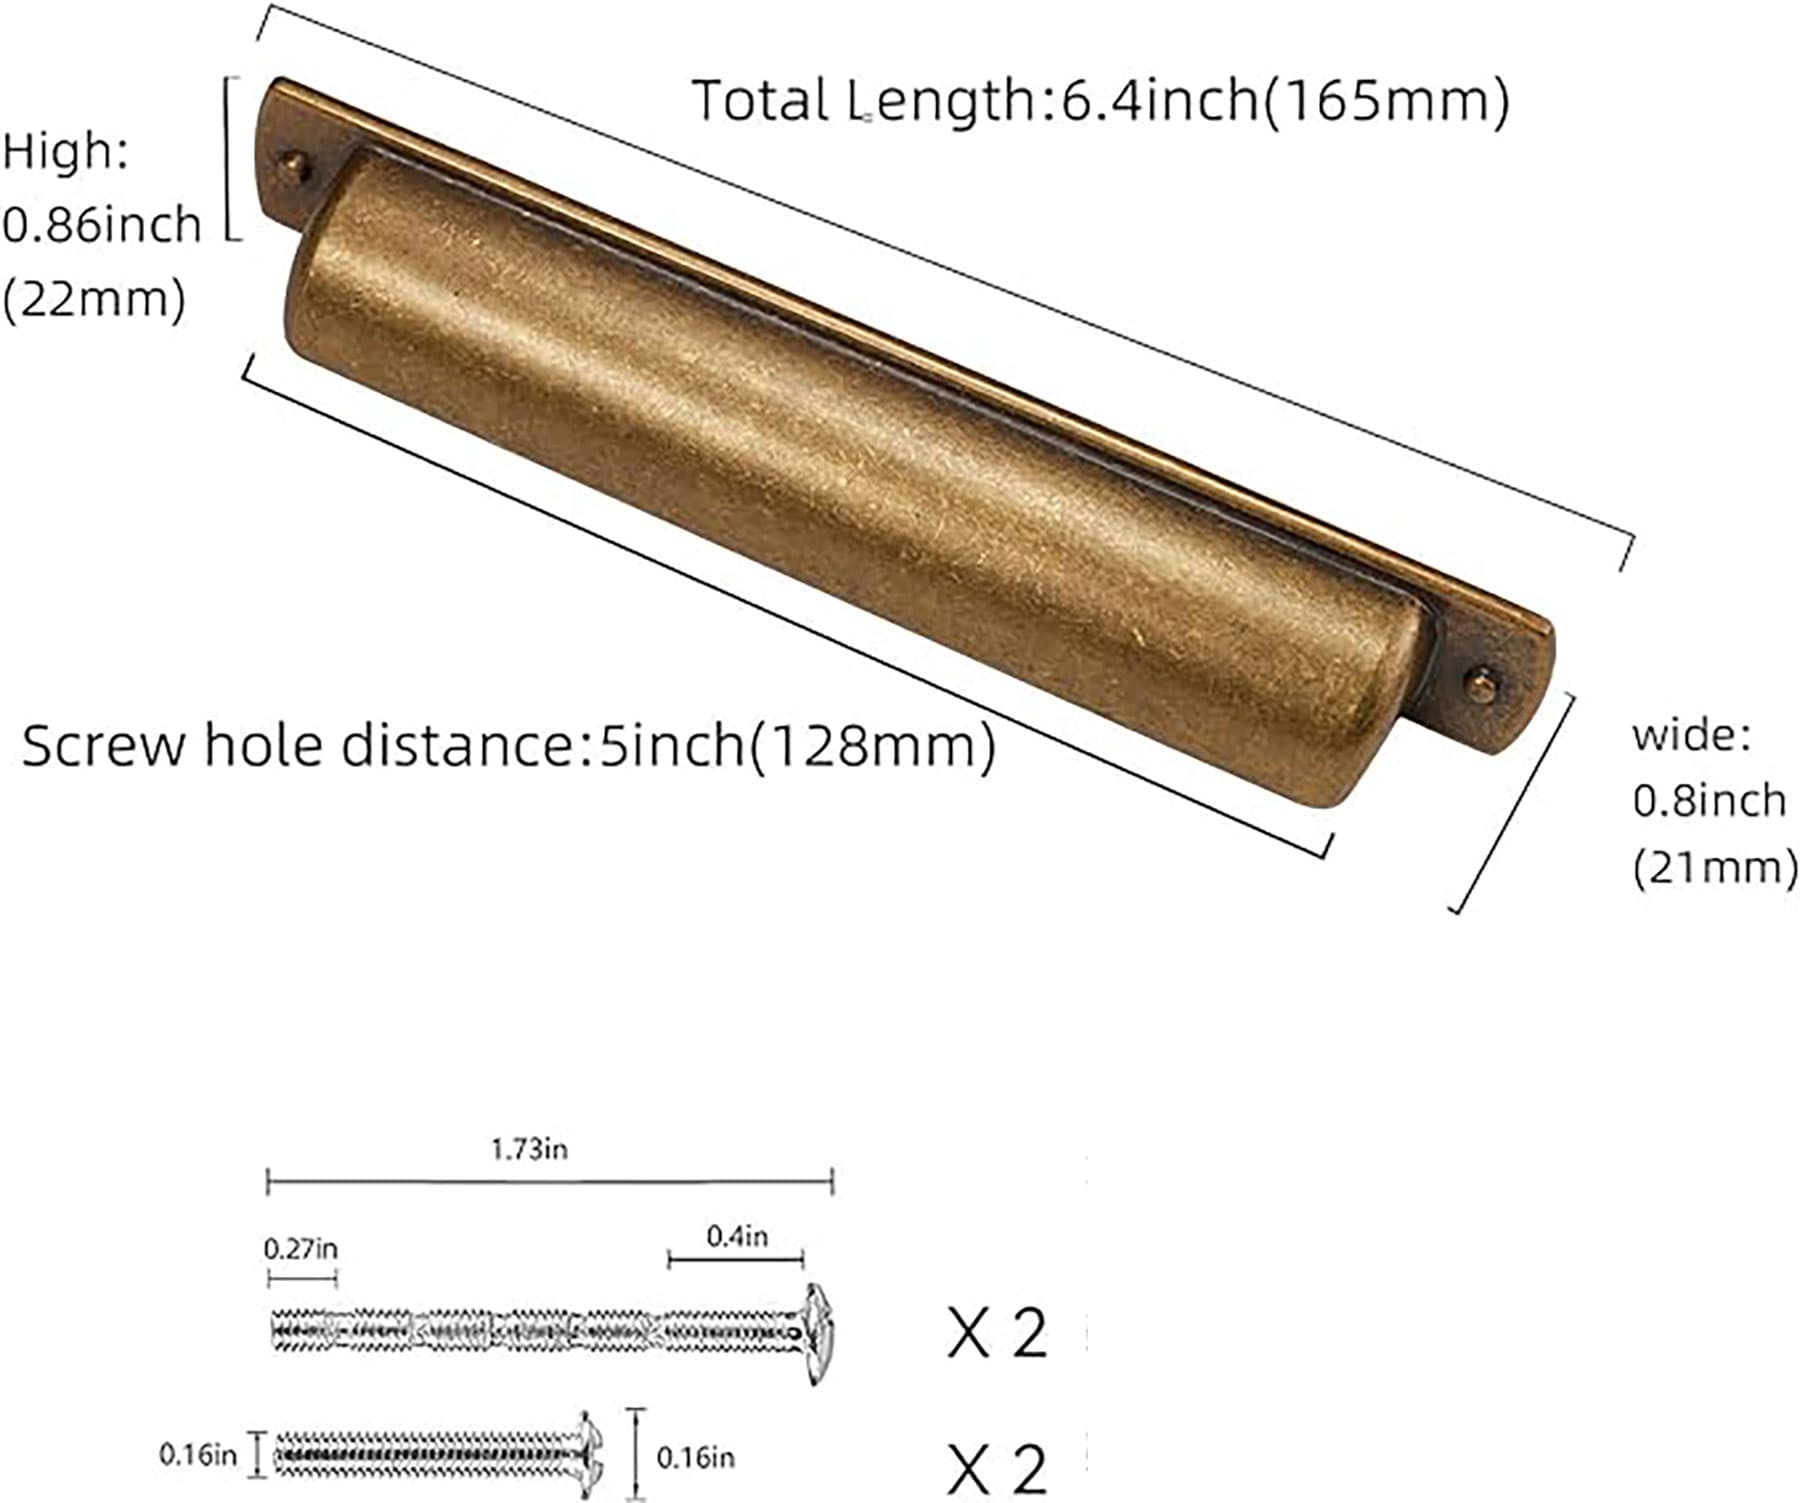 Total Length:6.4inch(165mm)
High:
0.86inch
(22mm)
Screw hole distance:5inch(128mm)
wide:
0.8inch
(21mm)
1.73in
0.27in
0.4in
X 2
0.16in
0.16in
X 2